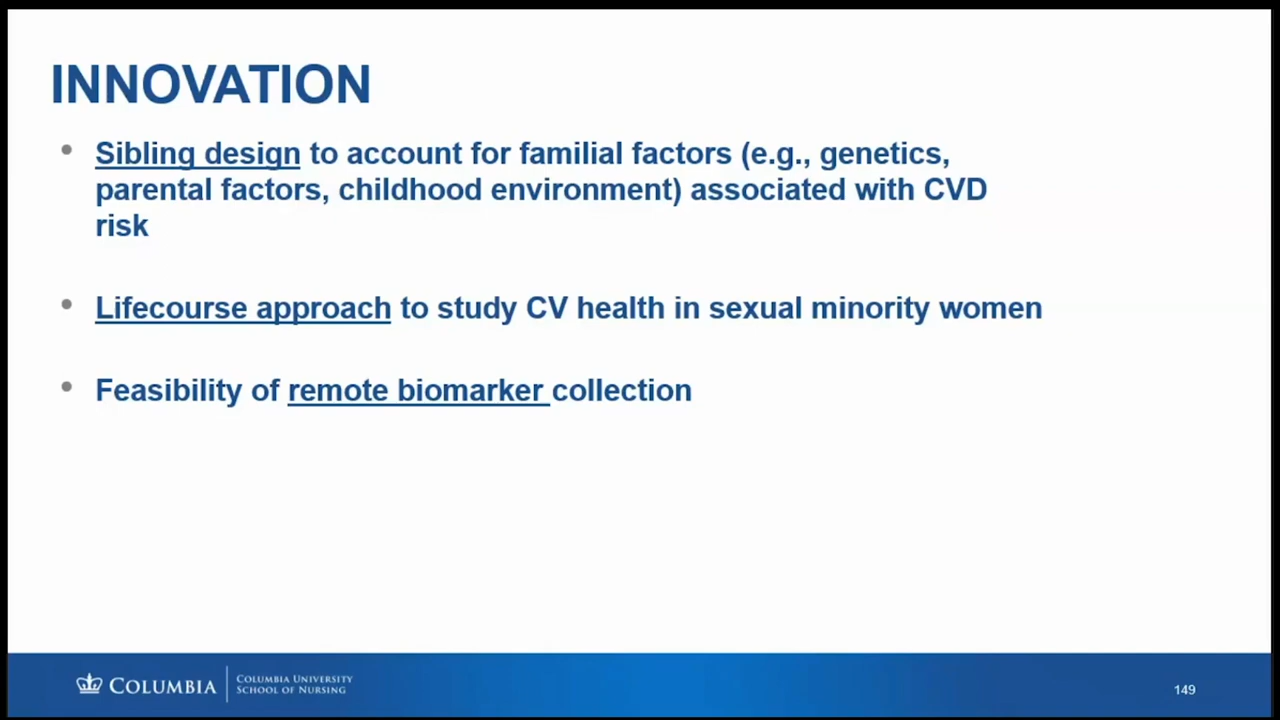 INNOVATION
• Sibling design to account for familial factors (e.g., genetics,
parental factors, childhood environment) associated with CVD
risk
• Lifecourse approach to study CV health in sexual minority women
• Feasibility of remote biomarker collection
COLUMBIA
COLUMBIA UNIVERSITY
SCHOOL OF NURSING
149